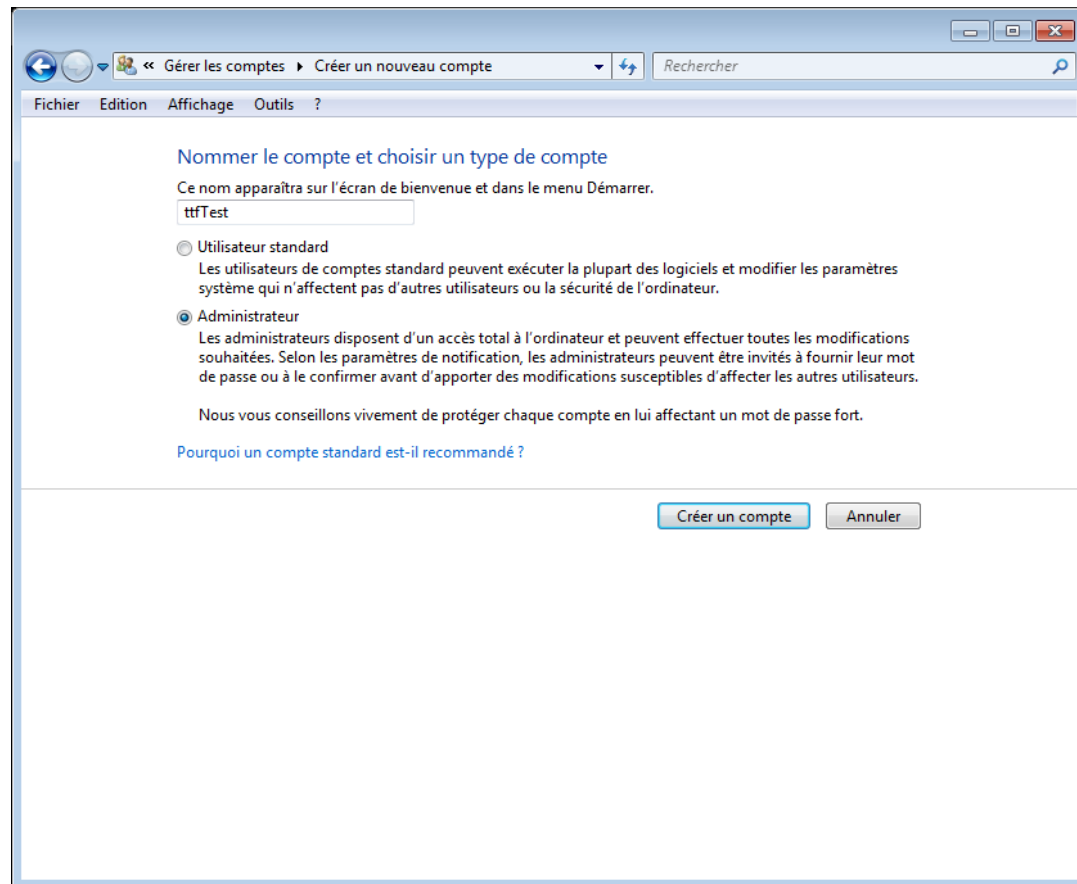 « Gérer les comptes Créer un nouveau compte Rechercher
Fichier Edition Affichage Outils ?
Nommer le compte et choisir un type de compte
Ce nom apparaîtra sur l'écran de bienvenue et dans le menu Démarrer.
ttfTest
Utilisateur standard
Les utilisateurs de comptes standard peuvent exécuter la plupart des logiciels et modifier les paramètres
système qui n'affectent pas d'autres utilisateurs ou la sécurité de l'ordinateur.
Administrateur
Les administrateurs disposent d'un accès total à l'ordinateur et peuvent effectuer toutes les modifications
souhaitées. Selon les paramètres de notification, les administrateurs peuvent être invités à fournir leur mot
de passe ou à le confirmer avant d'apporter des modifications susceptibles d'affecter les autres utilisateurs.
Nous vous conseillons vivement de protéger chaque compte en lui affectant un mot de passe fort.
Pourquoi un compte standard est-il recommandé ?
Créer un compte Annuler